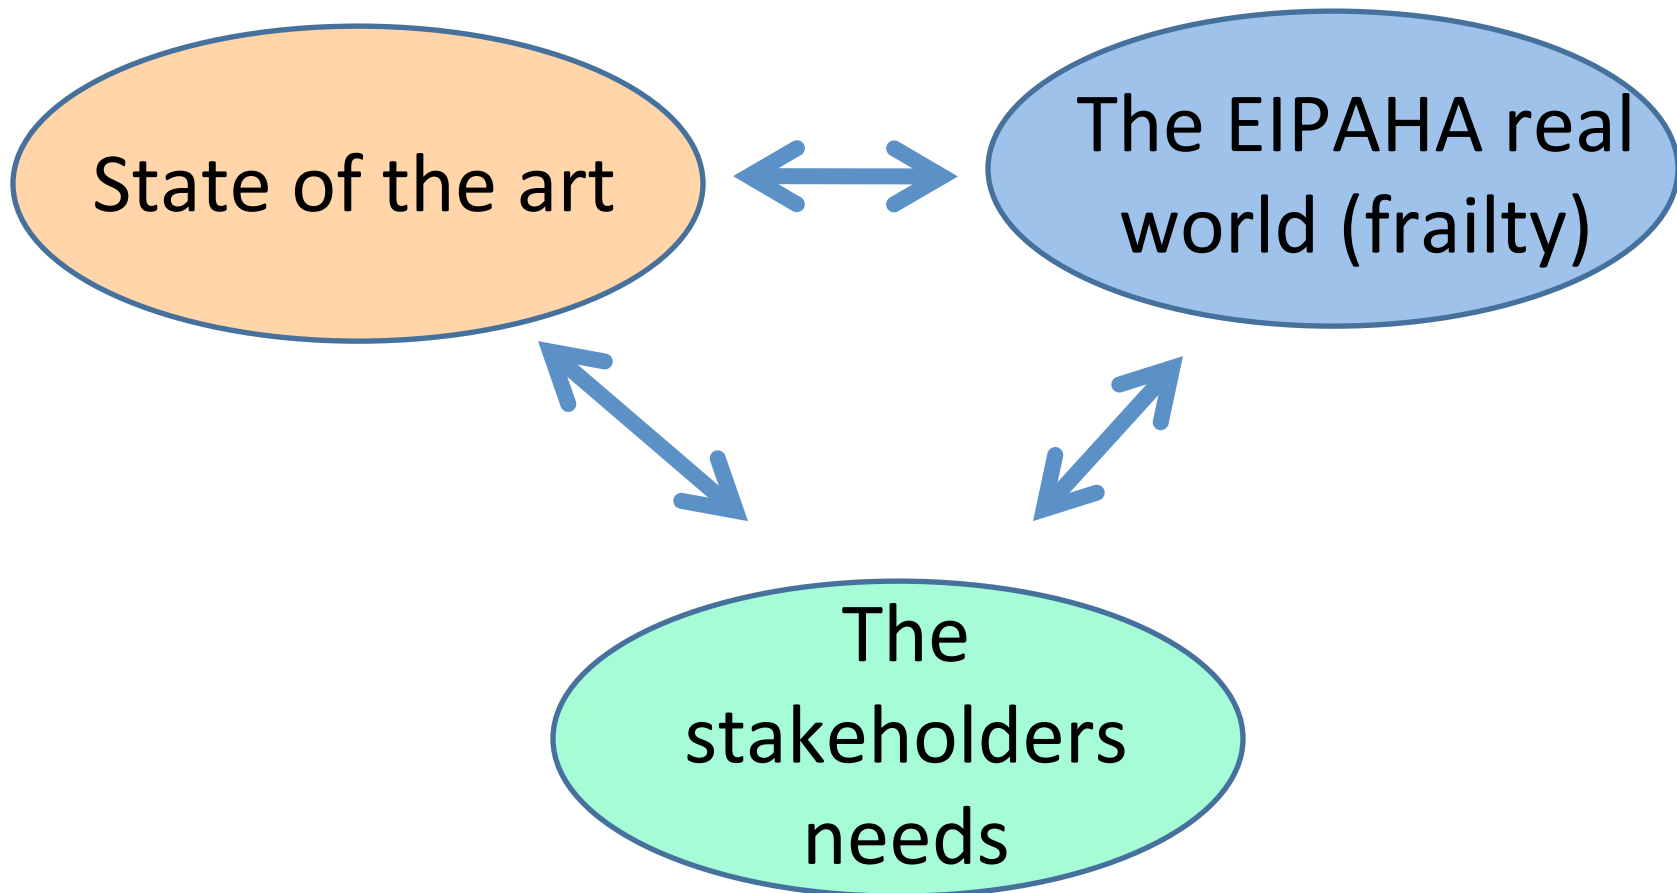 State of the art
The EIPAHA real
world (frailty)
The
stakeholders
needs